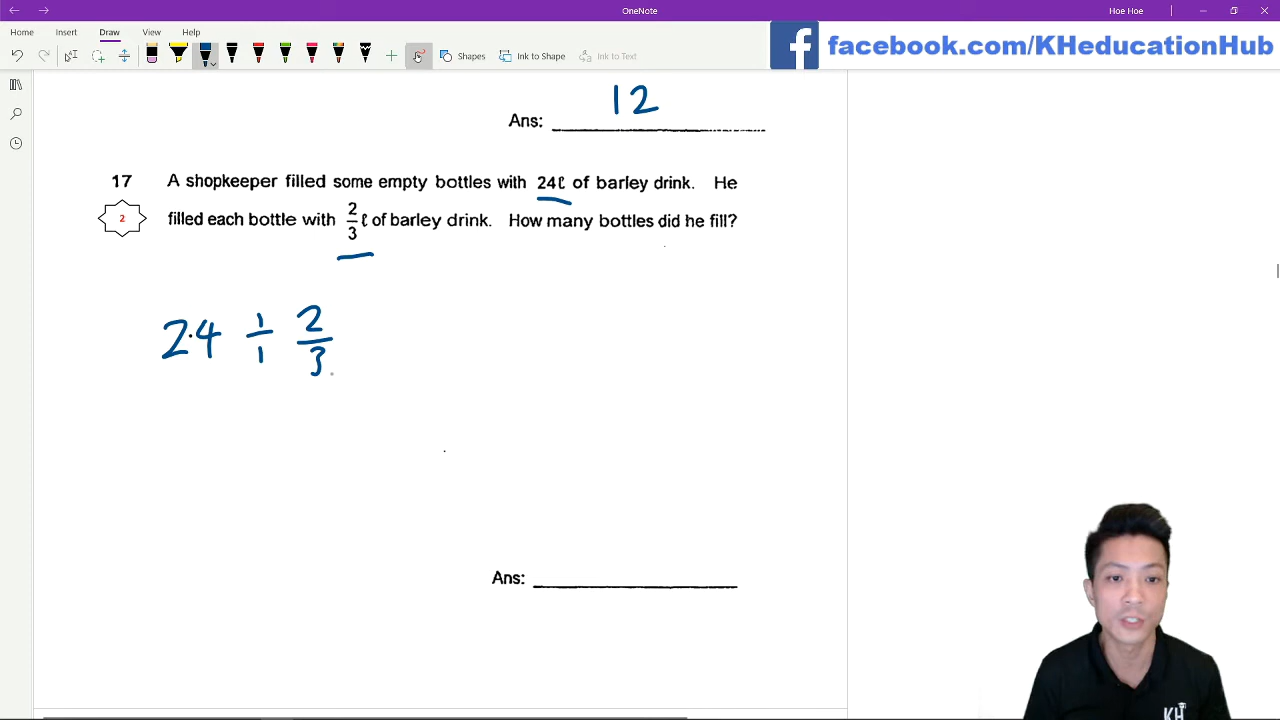 OneNote
Hoe Hoe
Home Insert Draw View Help
Shapes Ink to Shape Ink to Text
facebook.com/KHeducationHub
12
Ans:
17 A shopkeeper filled some empty bottles with 24ℓ of barley drink. He
2 filled each bottle with 2/3 ℓ of barley drink. How many bottles did he fill?
24 ÷ 2/3
Ans:
KH